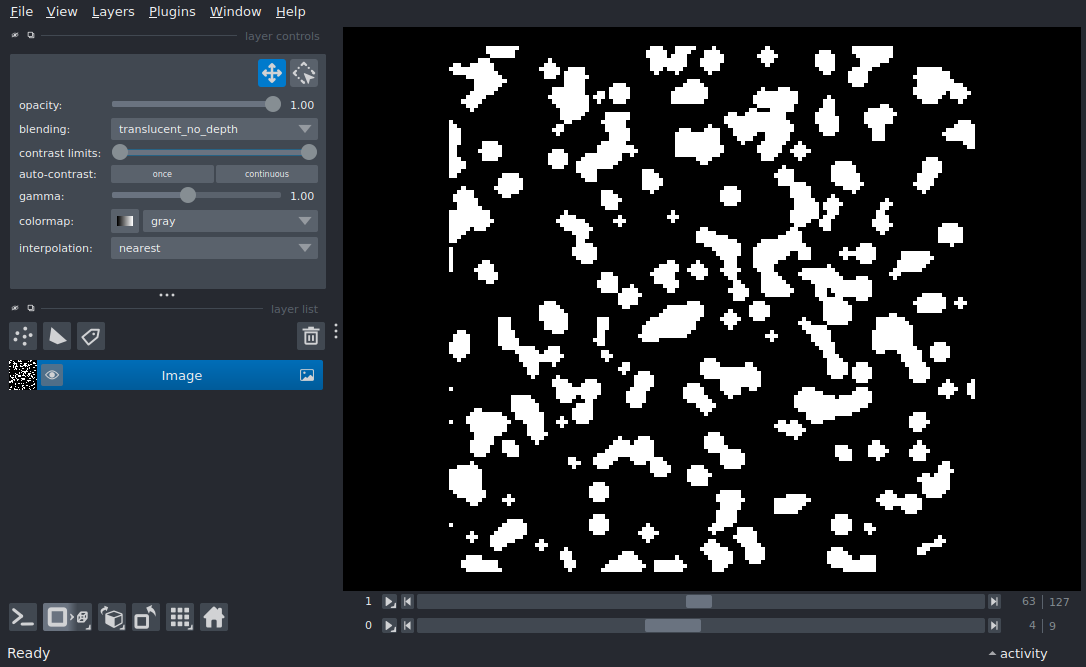 File View Layers Plugins Window Help
layer controls
opacity: 1.00
blending: translucent_no_depth
contrast limits:
auto-contrast: once continuous
gamma: 1.00
colormap: gray
interpolation: nearest
layer list
Image
1 63 127
0 4 9
Ready activity